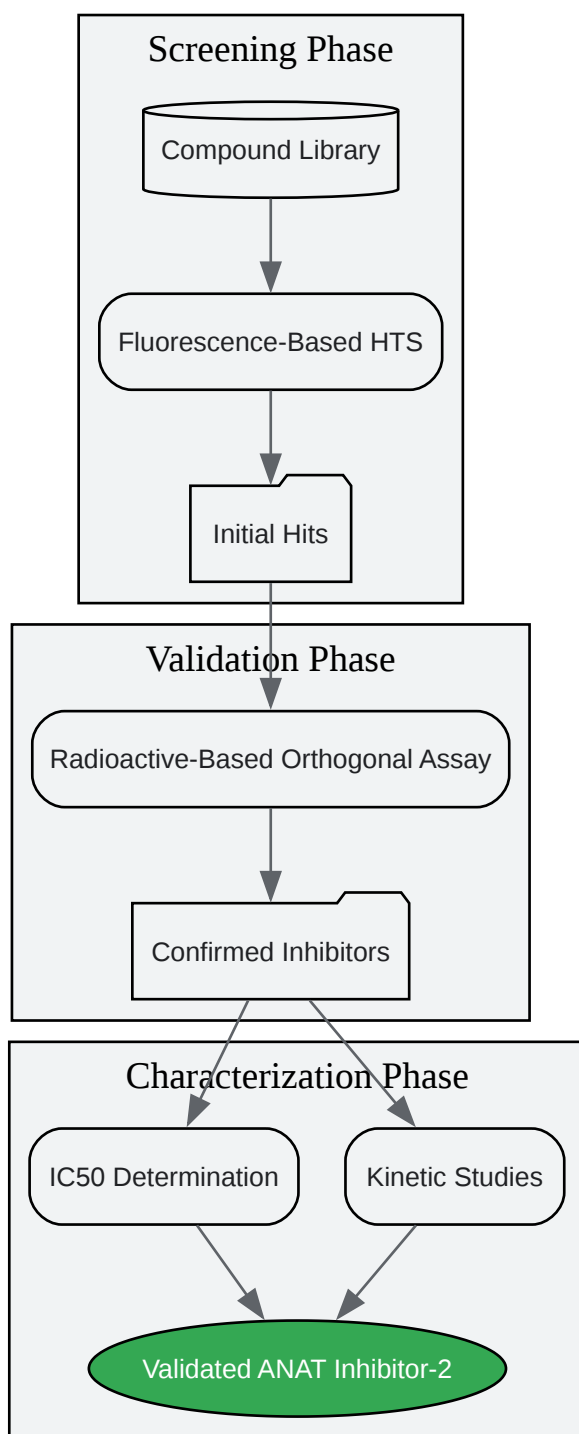 Screening Phase
Compound Library
Fluorescence-Based HTS
Initial Hits
Validation Phase
Radioactive-Based Orthogonal Assay
Confirmed Inhibitors
Characterization Phase
IC50 Determination
Kinetic Studies
Validated ANAT Inhibitor-2